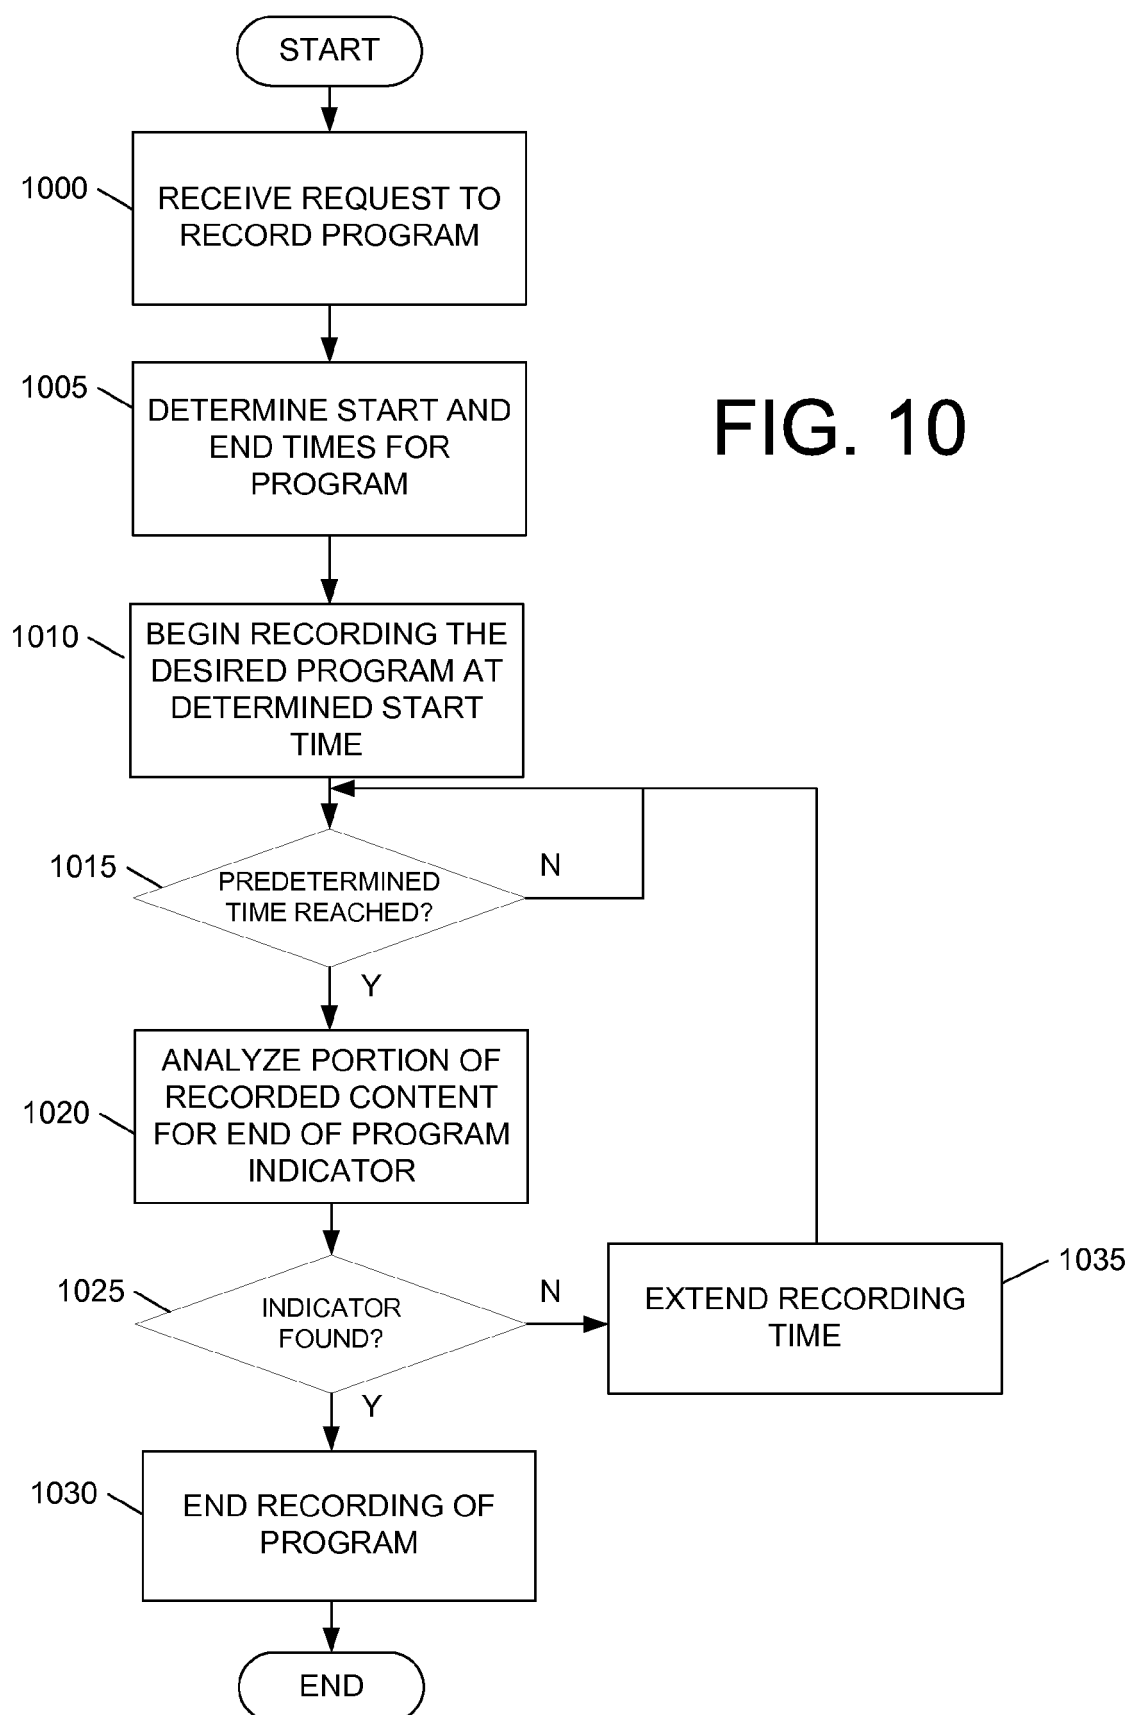 START
1000
RECEIVE REQUEST TO
RECORD PROGRAM
1005
DETERMINE START AND
END TIMES FOR
PROGRAM
FIG. 10
1010
BEGIN RECORDING THE
DESIRED PROGRAM AT
DETERMINED START
TIME
1015
PREDETERMINED
TIME REACHED?
N
Y
1020
ANALYZE PORTION OF
RECORDED CONTENT
FOR END OF PROGRAM
INDICATOR
1025
INDICATOR
FOUND?
N
1035
EXTEND RECORDING
TIME
Y
1030
END RECORDING OF
PROGRAM
END